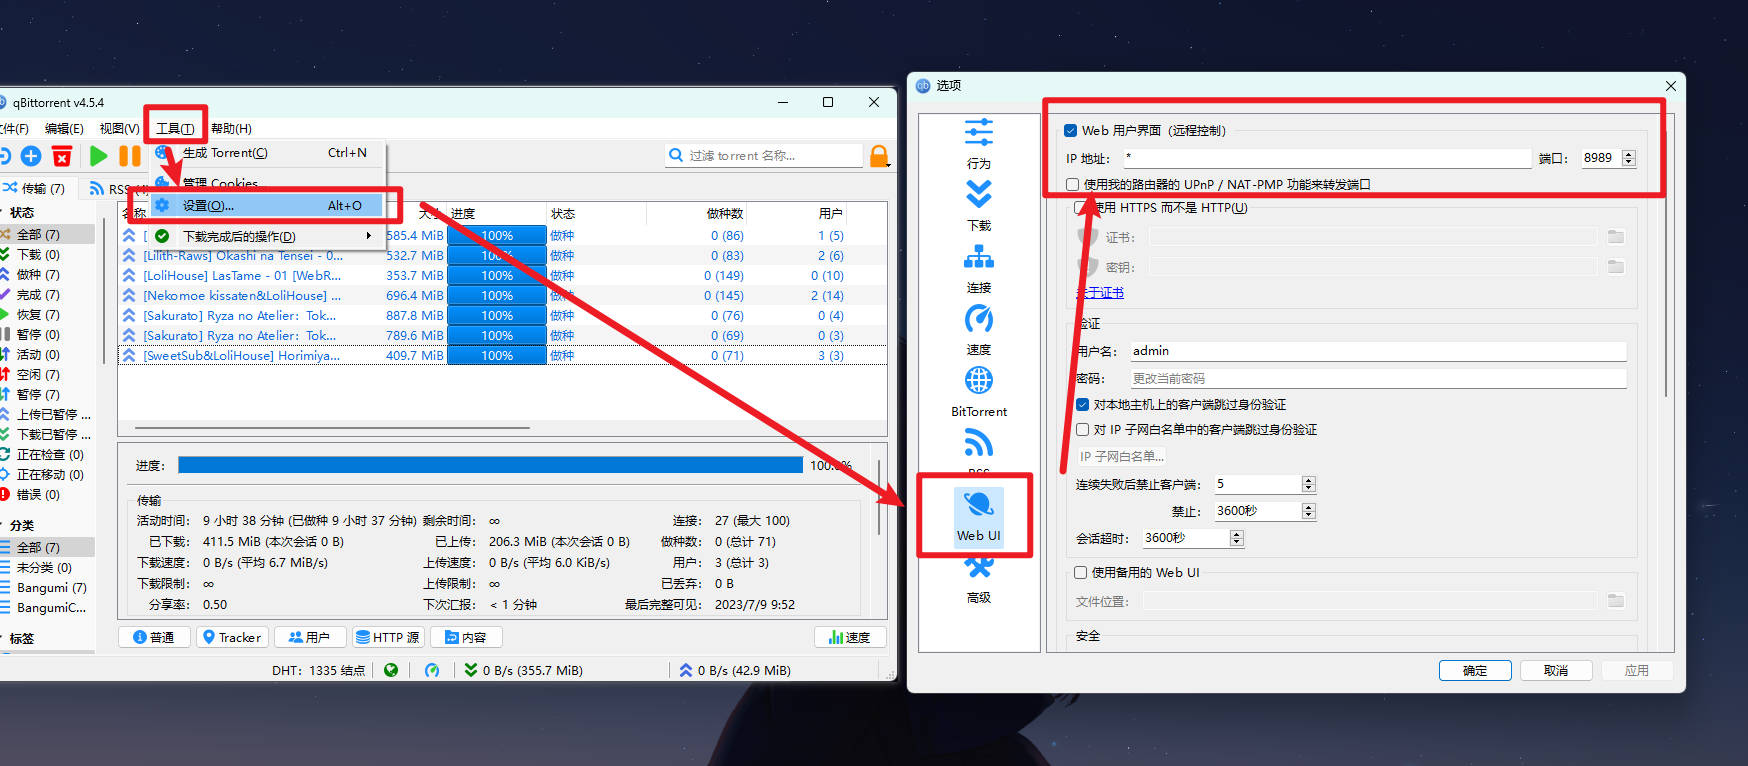 qBittorrent v4.5.4
文件(F) 编辑(E) 视图(V) 工具(T) 帮助(H)
生成 Torrent(C) Ctrl+N
管理 Cookies...
设置(O)... Alt+O
下载完成后的操作(D)
过滤 torrent 名称...
传输 (7) RSS (4)
状态
全部 (7)
下载 (0)
做种 (7)
完成 (7)
恢复 (7)
暂停 (0)
活动 (0)
空闲 (7)
暂停 (7)
上传已暂停 ...
下载已暂停 ...
正在检查 (0)
正在移动 (0)
错误 (0)
分类
全部 (7)
未分类 (0)
Bangumi (7)
BangumiC...
标签
名称 大小 进度 状态 做种数 用户
[ 585.4 MiB 100% 做种 0 (86) 1 (5)
[Lilith-Raws] Okashi na Tensei - 0... 532.7 MiB 100% 做种 0 (83) 2 (6)
[LoliHouse] LasTame - 01 [WebR... 353.7 MiB 100% 做种 0 (149) 0 (10)
[Nekomoe kissaten&LoliHouse] ... 696.4 MiB 100% 做种 0 (145) 2 (14)
[Sakurato] Ryza no Atelier：Tok... 887.8 MiB 100% 做种 0 (76) 0 (4)
[Sakurato] Ryza no Atelier：Tok... 789.6 MiB 100% 做种 0 (69) 0 (3)
[SweetSub&LoliHouse] Horimiya... 409.7 MiB 100% 做种 0 (71) 3 (3)
进度： 100.0%
传输
活动时间： 9 小时 38 分钟 (已做种 9 小时 37 分钟) 剩余时间： ∞ 连接： 27 (最大 100)
已下载： 411.5 MiB (本次会话 0 B) 已上传： 206.3 MiB (本次会话 0 B) 做种数： 0 (总计 71)
下载速度： 0 B/s (平均 6.7 MiB/s) 上传速度： 0 B/s (平均 6.0 KiB/s) 用户： 3 (总计 3)
下载限制： ∞ 上传限制： ∞ 已丢弃： 0 B
分享率： 0.50 下次汇报： < 1 分钟 最后完整可见： 2023/7/9 9:52
普通 Tracker 用户 HTTP 源 内容 速度
DHT：1335 结点 0 B/s (355.7 MiB) 0 B/s (42.9 MiB)
选项
行为
下载
连接
速度
BitTorrent
RSS
Web UI
高级
Web 用户界面（远程控制）
IP 地址： * 端口： 8989
使用我的路由器的 UPnP / NAT-PMP 功能来转发端口
使用 HTTPS 而不是 HTTP(U)
证书：
密钥：
关于证书
验证
用户名： admin
密码： 更改当前密码
对本地主机上的客户端跳过身份验证
对 IP 子网白名单中的客户端跳过身份验证
IP 子网白名单...
连续失败后禁止客户端： 5
禁止： 3600秒
会话超时： 3600秒
使用备用的 Web UI
文件位置：
安全
确定 取消 应用